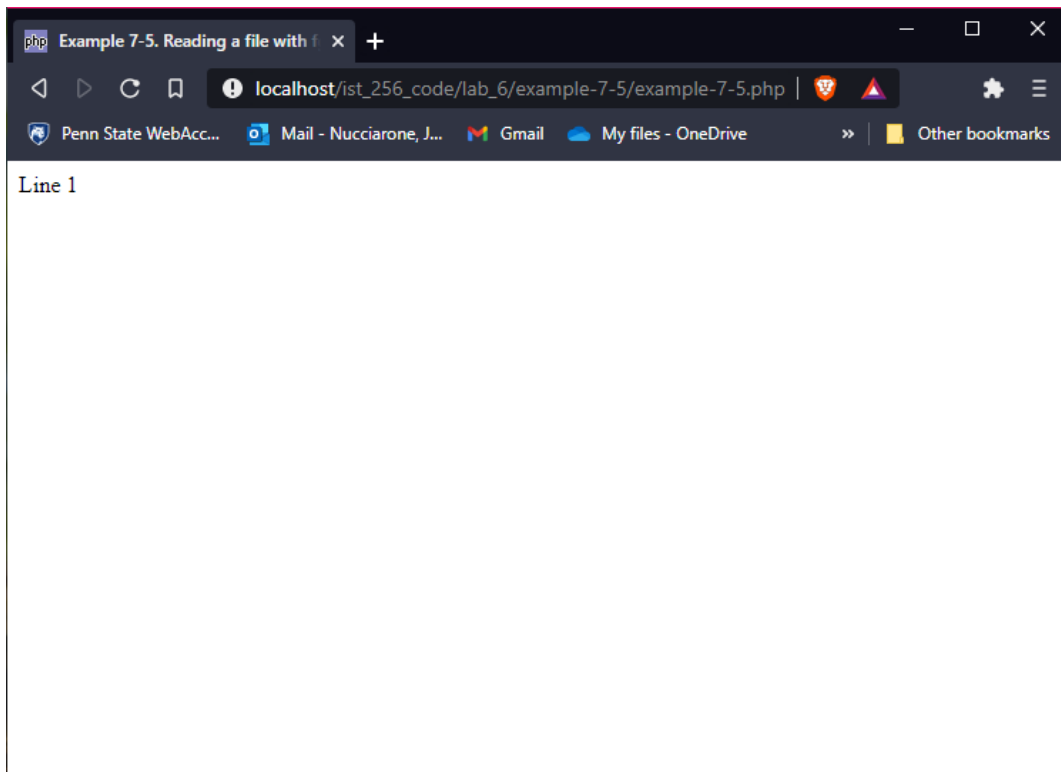 php Example 7-5. Reading a file with f
localhost/ist_256_code/lab_6/example-7-5/example-7-5.php
Penn State WebAcc... Mail - Nucciarone, J... Gmail My files - OneDrive » Other bookmarks
Line 1